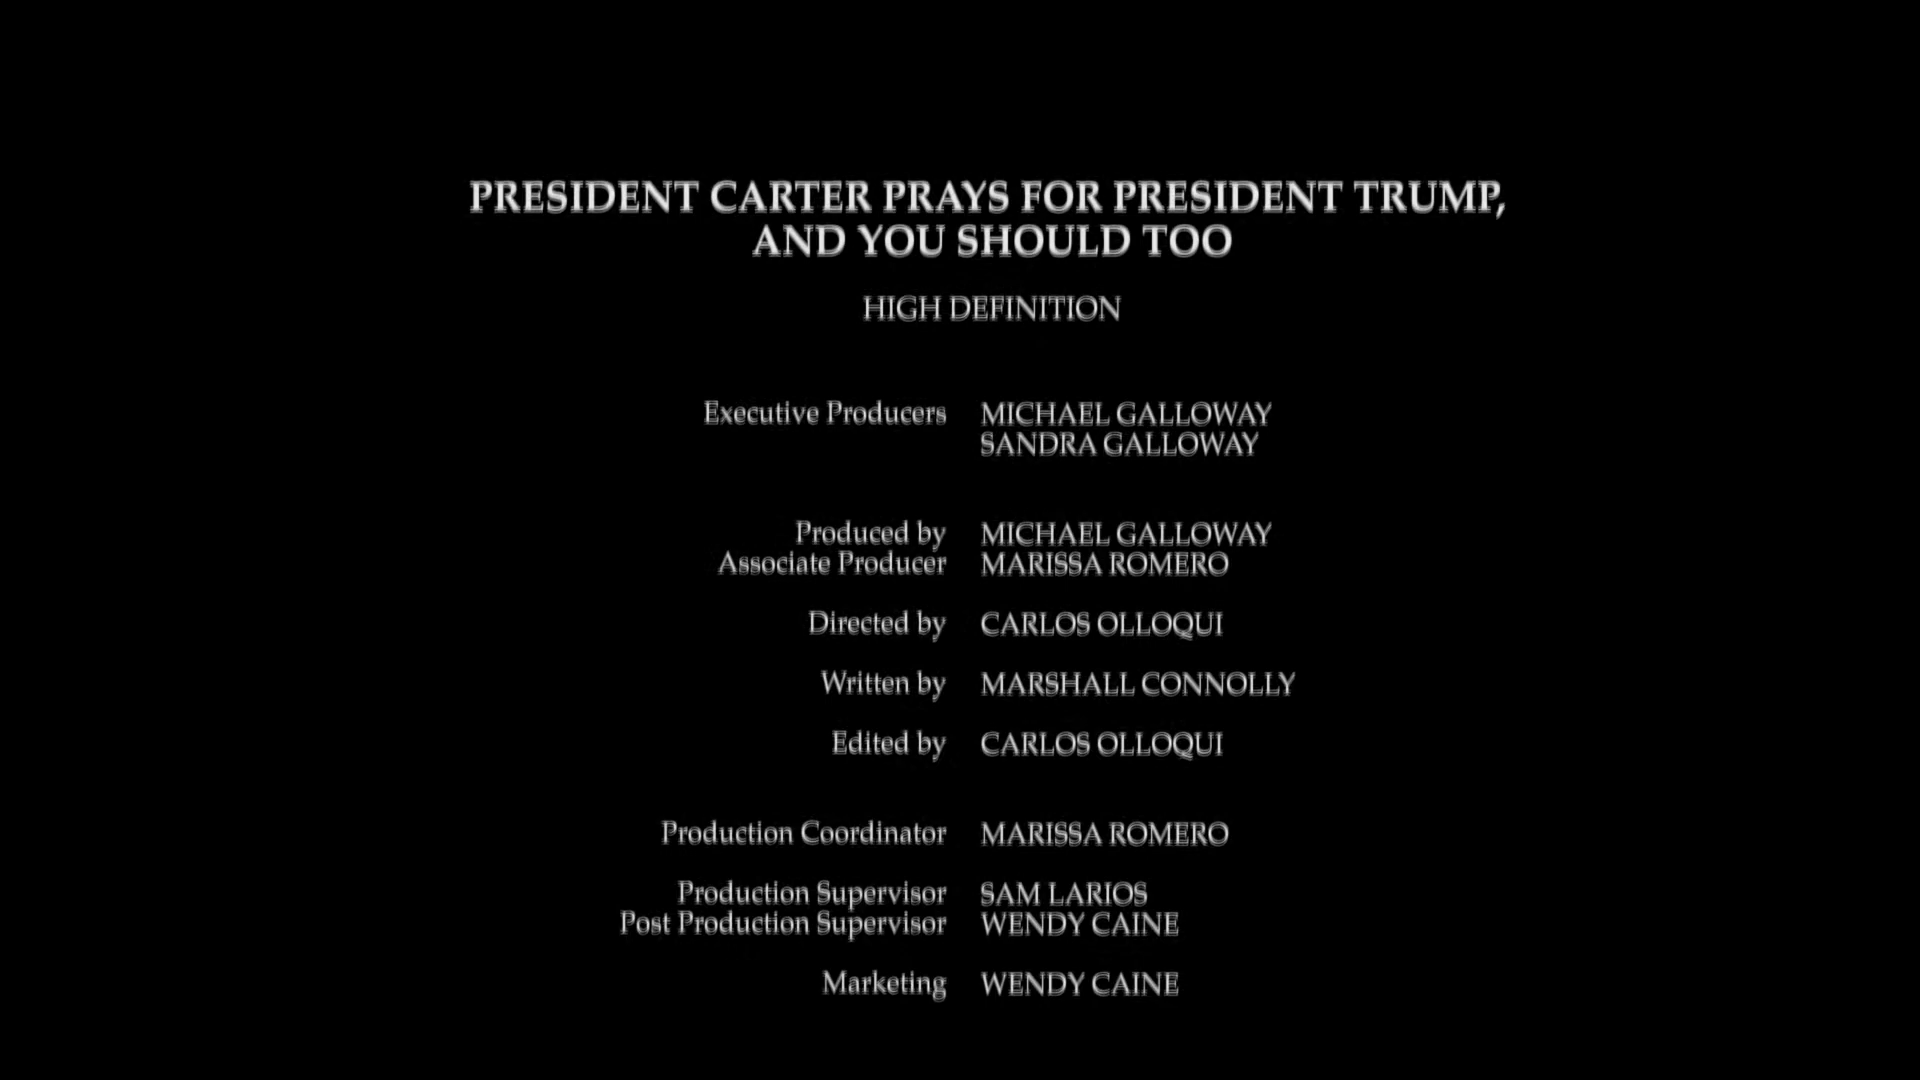 PRESIDENT CARTER PRAYS FOR PRESIDENT TRUMP,
AND YOU SHOULD TOO
HIGH DEFINITION
Executive Producers MICHAEL GALLOWAY
SANDRA GALLOWAY
Produced by MICHAEL GALLOWAY
Associate Producer MARISSA ROMERO
Directed by CARLOS OLLOQUI
Written by MARSHALL CONNOLLY
Edited by CARLOS OLLOQUI
Production Coordinator MARISSA ROMERO
Production Supervisor SAM LARIOS
Post Production Supervisor WENDY CAINE
Marketing WENDY CAINE